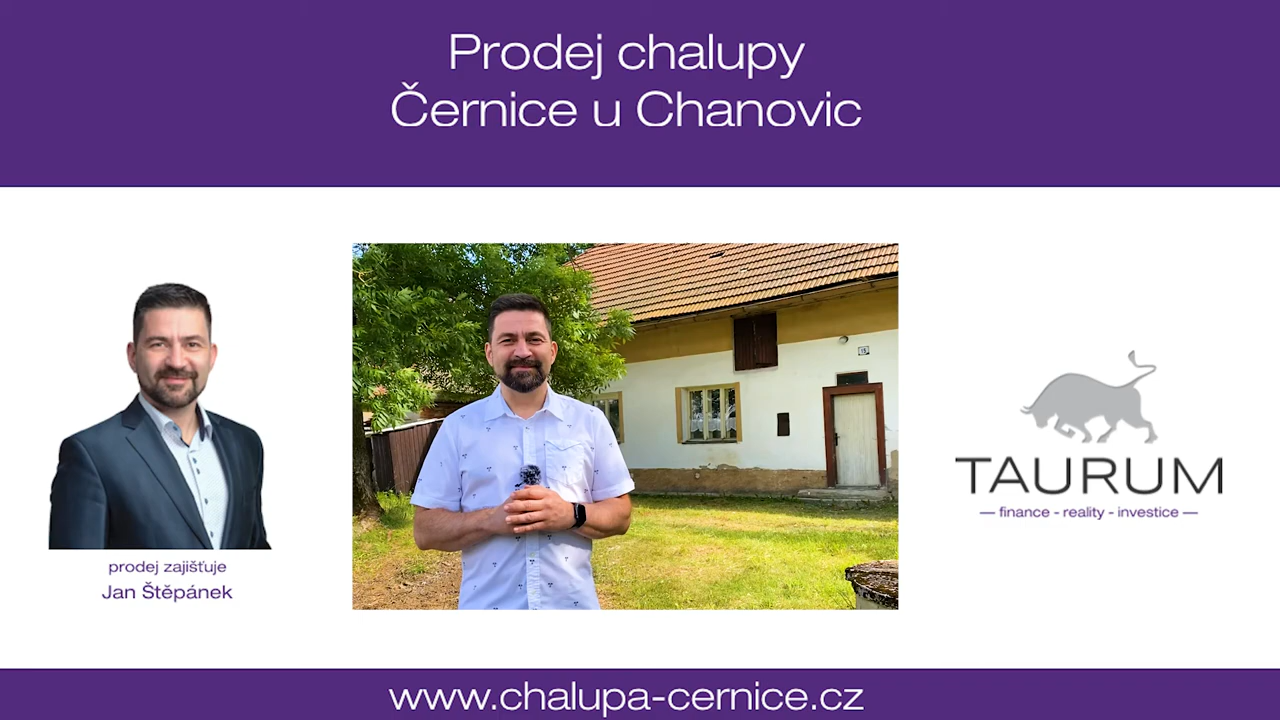 Prodej chalupy
Černice u Chanovic
prodej zajišťuje
Jan Štěpánek
TAURUM
— finance - reality - investice —
www.chalupa-cernice.cz